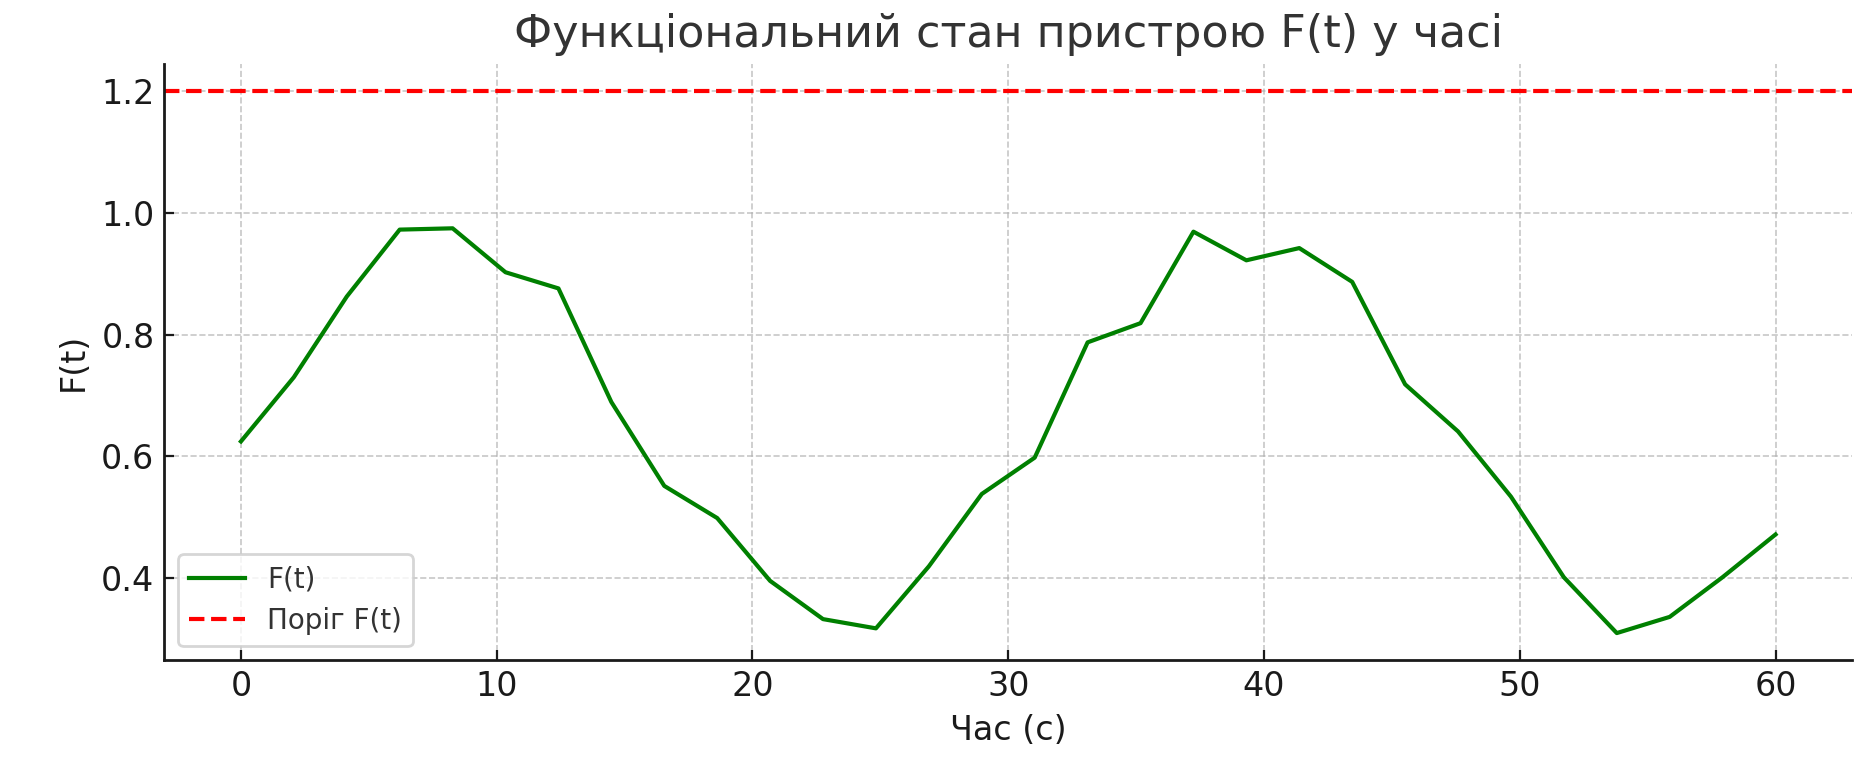 Функціональний стан пристрою F(t) у часі
1.2
1.0
0.8
0.6
0.4
F(t)
F(t)
Поріг F(t)
0 10 20 30 40 50 60
Час (с)